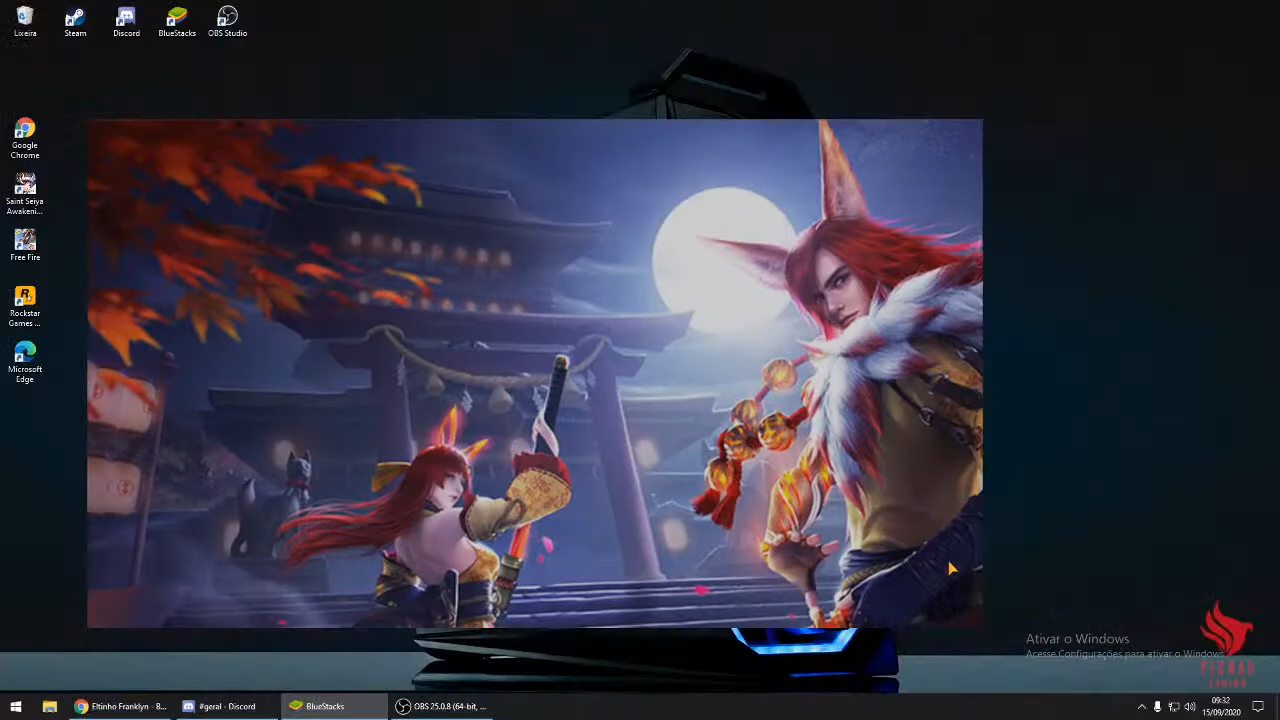 Lixeira
Steam
Discord
BlueStacks
OBS Studio
Google
Chrome
Saint Seiya
Awakeni...
Free Fire
Rockstar
Games ...
Microsoft
Edge
Ativar o Windows
Acesse Configurações para ativar o Windows.
Eltinho Franklyn - B...
#geral - Discord
BlueStacks
OBS 25.0.8 (64-bit, ...
09:32
15/09/2020